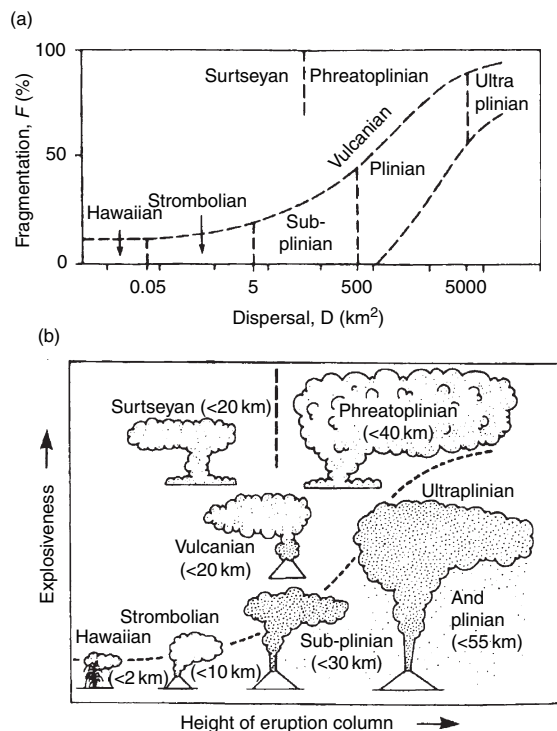 (a)
100
50
0
Fragmentation, F (%)
Surtseyan
Phreatoplinian
Ultra
plinian
Vulcanian
Plinian
Strombolian
Hawaiian
Sub-
plinian
0.05
5
500
5000
Dispersal, D (km²)
(b)
Explosiveness
Surtseyan (<20 km)
Phreatoplinian
(<40 km)
Ultraplinian
Vulcanian
(<20 km)
And
plinian
(<55 km)
Strombolian
Hawaiian
(<2 km)
(<10 km)
Sub-plinian
(<30 km)
Height of eruption column